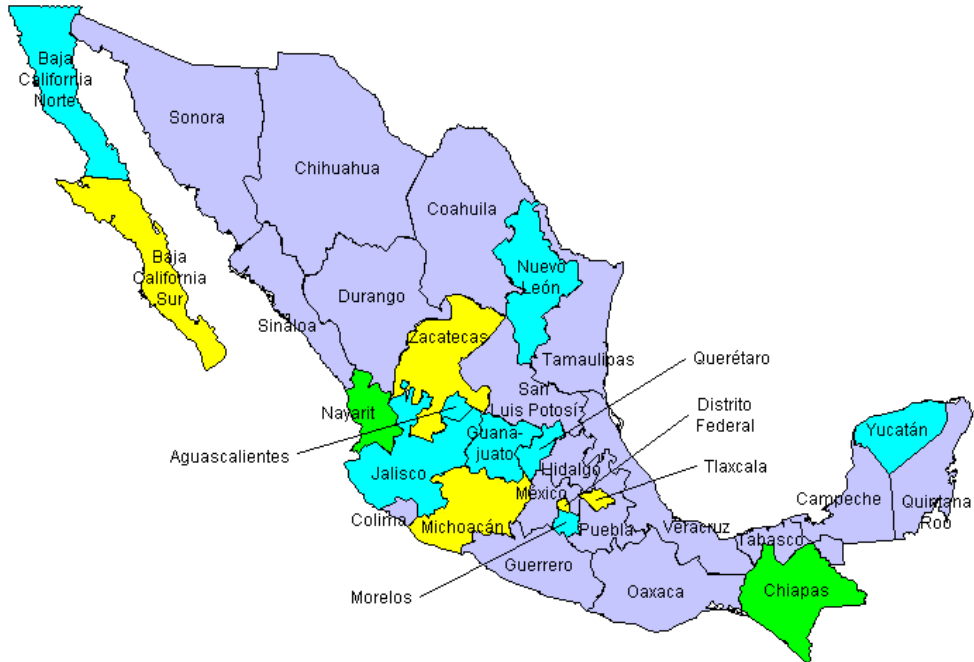 Baja
California
Norte
Sonora
Chihuahua
Coahuila
Baja
California
Sur
Nuevo
León
Durango
Sinaloa
Zacatecas
Tamaulipas
Querétaro
San
Luis Potosí
Distrito
Federal
Nayarit
Guana-
juato
Yucatán
Aguascalientes
Jalisco
Hidalgo
Tlaxcala
México
Campeche
Quintana
Roo
Colima
Michoacán
Puebla
Veracruz
Tabasco
Guerrero
Morelos
Oaxaca
Chiapas